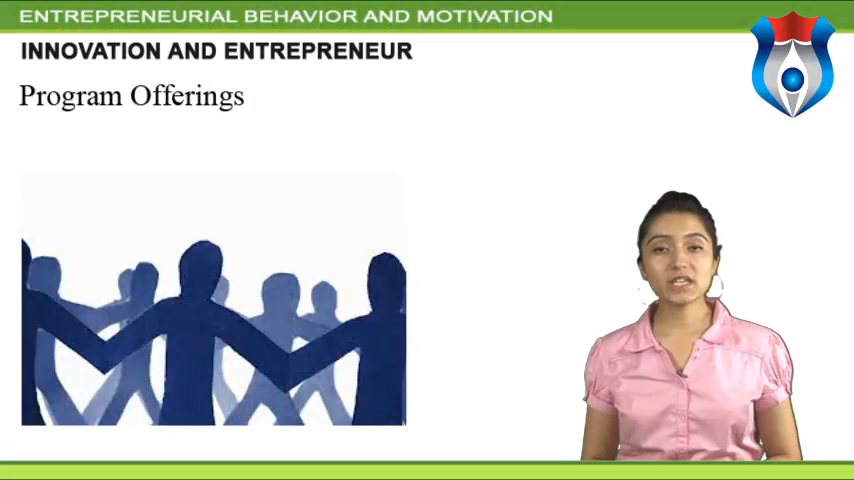 ENTREPRENEURIAL BEHAVIOR AND MOTIVATION
INNOVATION AND ENTREPRENEUR
Program Offerings